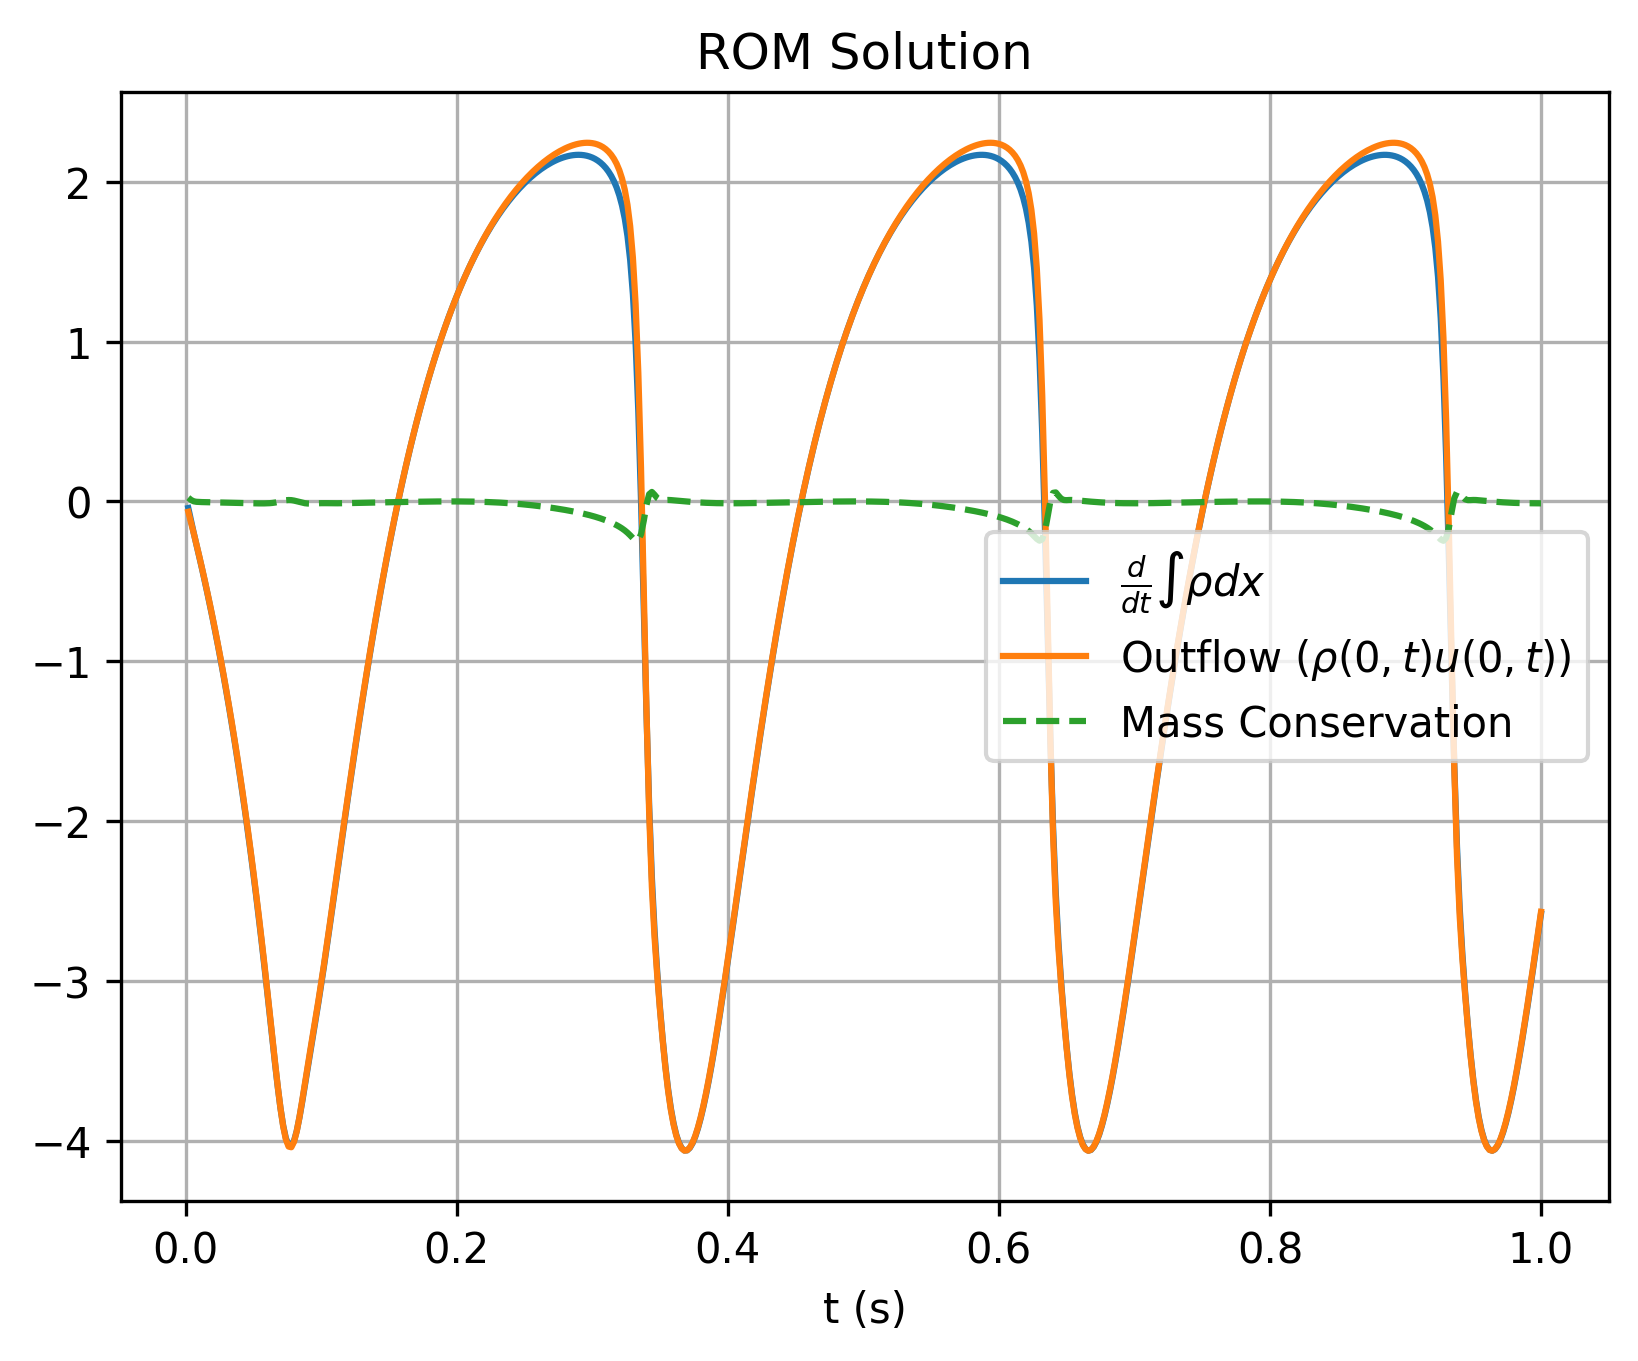 ROM Solution
2
1
0
−1
−2
−3
−4
d/dt ∫ρdx
Outflow (ρ(0, t)u(0, t))
Mass Conservation
0.0 0.2 0.4 0.6 0.8 1.0
t (s)